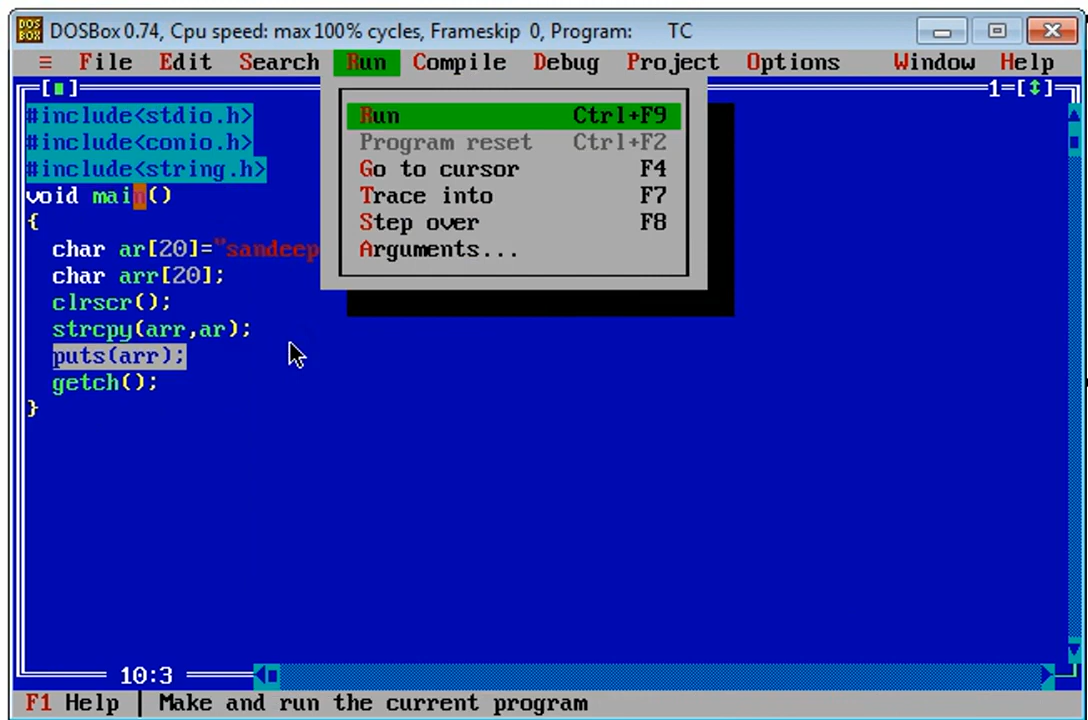 DOS BOX DOSBox 0.74, Cpu speed: max 100% cycles, Frameskip 0, Program: TC
≡ File Edit Search Run Compile Debug Project Options Window Help
[■] 1=[↕]
Run Ctrl+F9
Program reset Ctrl+F2
Go to cursor F4
Trace into F7
Step over F8
Arguments...
#include<stdio.h>
#include<conio.h>
#include<string.h>
void main()
{
char ar[20]="sandeep
char arr[20];
clrscr();
strcpy(arr,ar);
puts(arr);
getch();
}
10:3
F1 Help | Make and run the current program